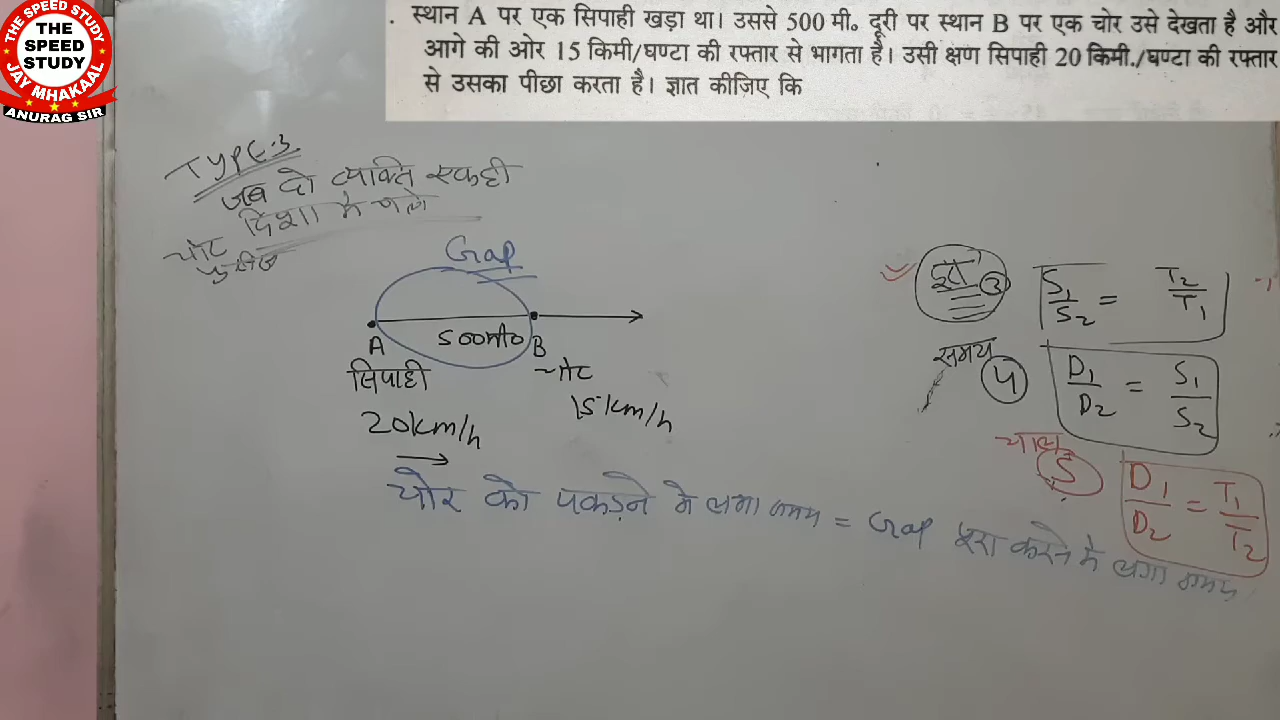 THE SPEED STUDY
THE
SPEED
STUDY
JAY MHAKAAL
ANURAG SIR
. स्थान A पर एक सिपाही खड़ा था। उससे 500 मी० दूरी पर स्थान B पर एक चोर उसे देखता है और
आगे की ओर 15 किमी/घण्टा की रफ्तार से भागता है। उसी क्षण सिपाही 20 किमी./घण्टा की रफ्तार
से उसका पीछा करता है। ज्ञात कीजिए कि
TYPE-3
जब दो व्यक्ति एकही
दिशा मे चले
चोर
पुलिस
Gap
A 500मी० B
सिपाही चोर
20km/h 15km/h
चोर को पकड़ने मे लगा समय = Gap पूरा करने मे लगा समय
3 S1/S2 = T2/T1
समय
4 D1/D2 = S1/S2
चाल
5 D1/D2 = T1/T2